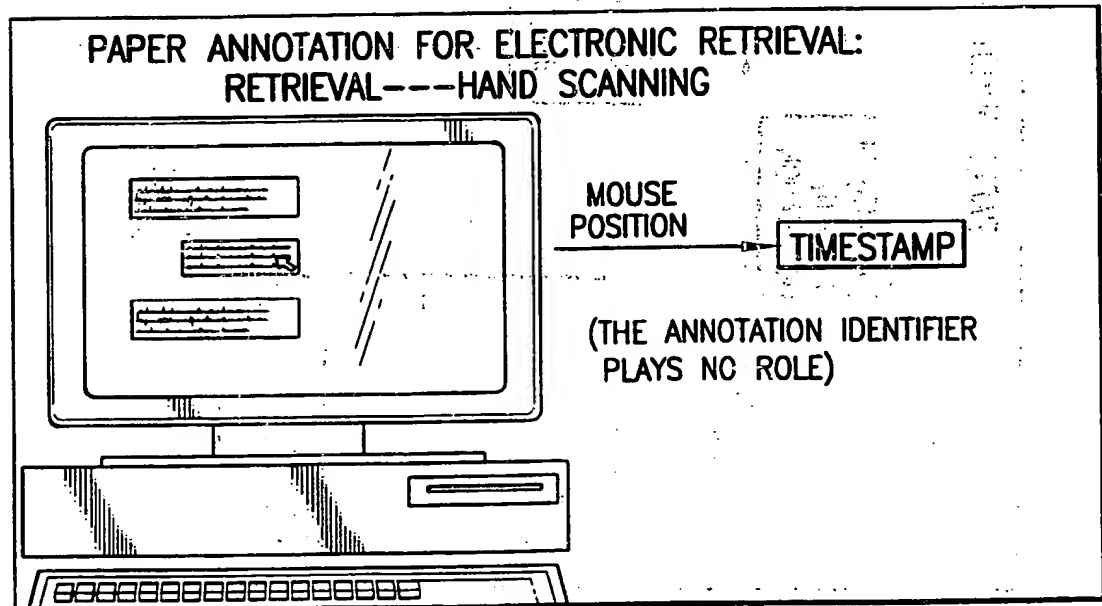 PAPER ANNOTATION FOR ELECTRONIC RETRIEVAL:
RETRIEVAL---HAND SCANNING
MOUSE
POSITION
TIMESTAMP
(THE ANNOTATION IDENTIFIER
PLAYS NO ROLE)